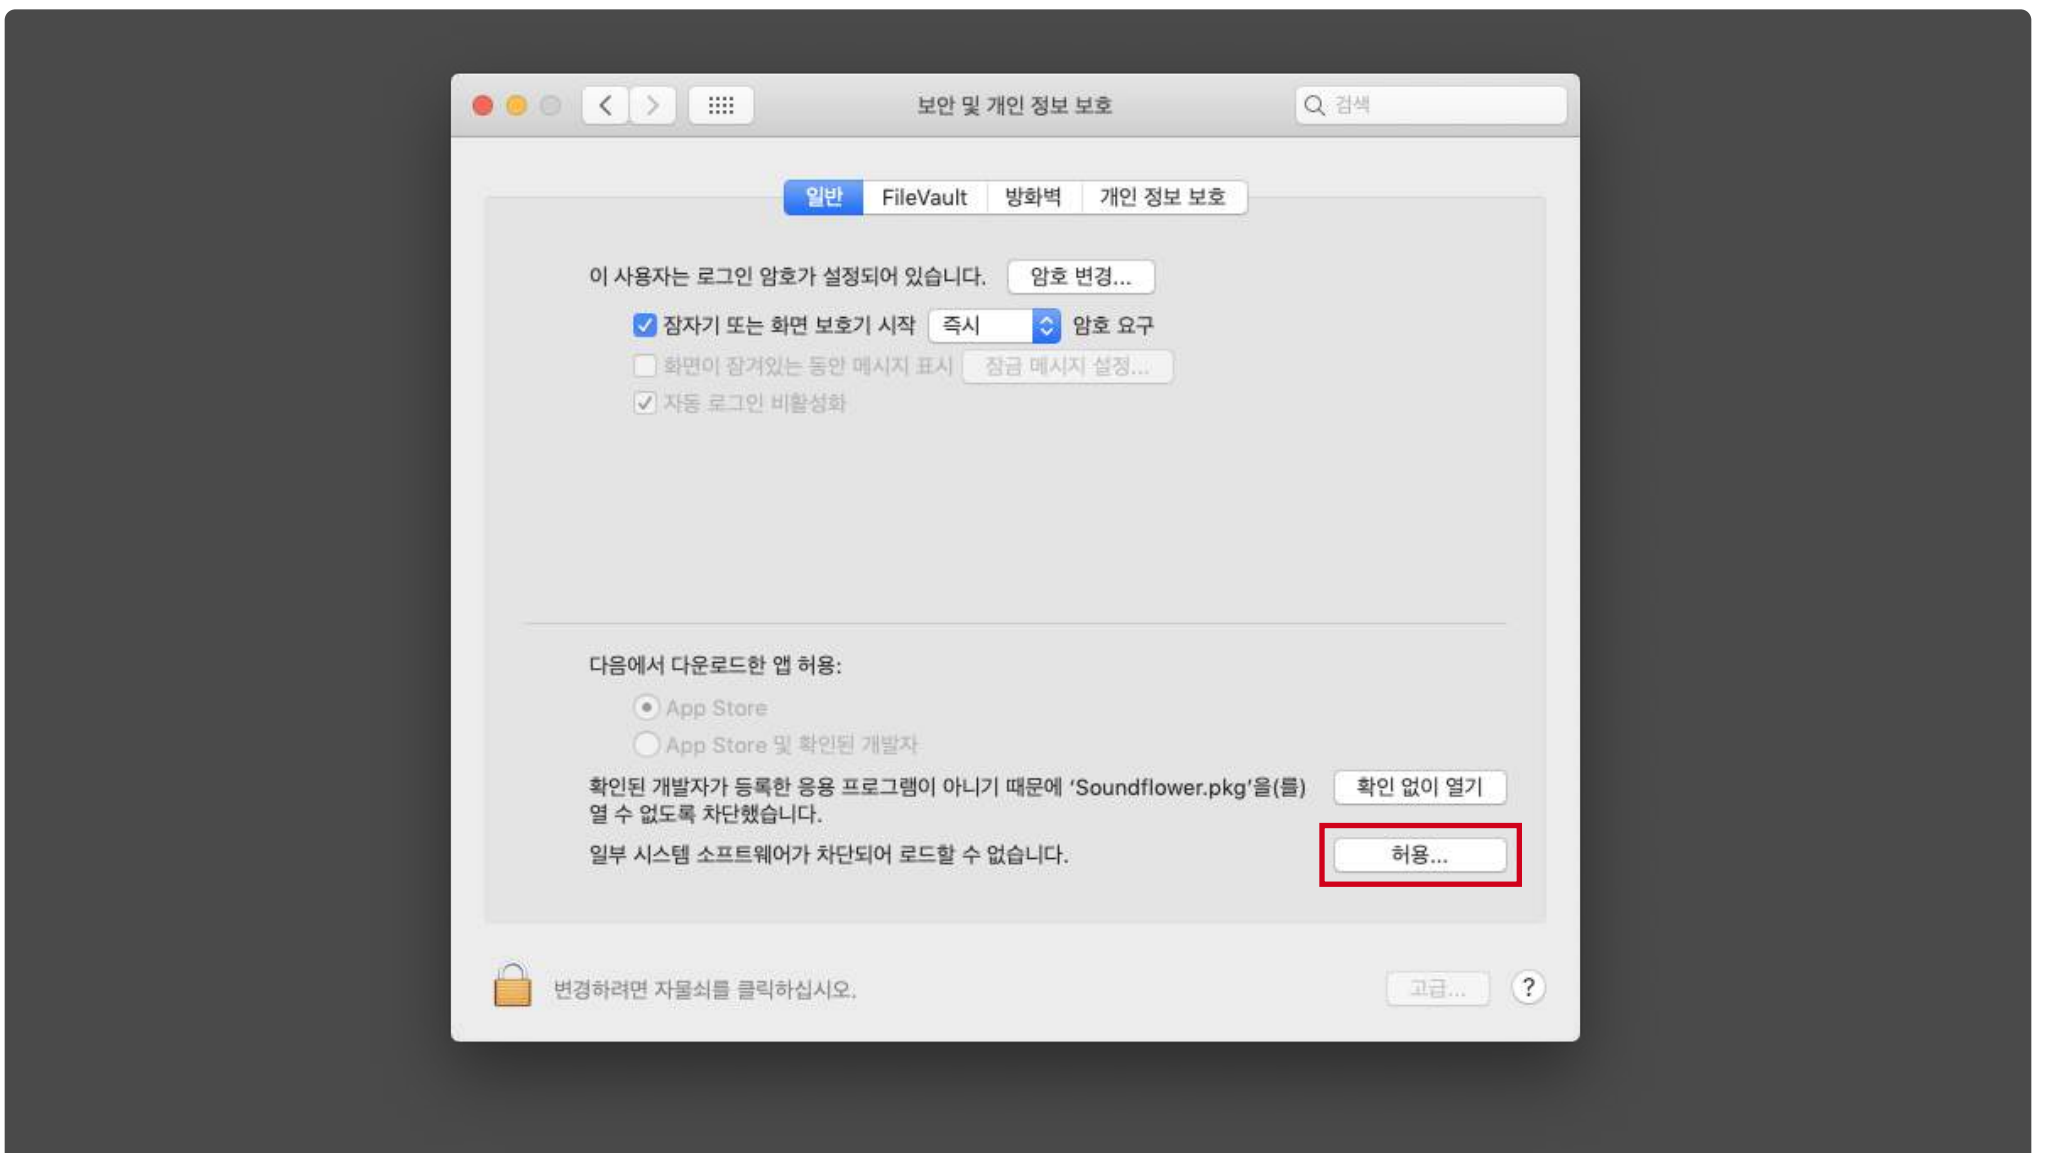 보안 및 개인 정보 보호
검색
일반 FileVault 방화벽 개인 정보 보호
이 사용자는 로그인 암호가 설정되어 있습니다. 암호 변경...
잠자기 또는 화면 보호기 시작 즉시 암호 요구
화면이 잠겨있는 동안 메시지 표시 잠금 메시지 설정...
자동 로그인 비활성화
다음에서 다운로드한 앱 허용:
App Store
App Store 및 확인된 개발자
확인된 개발자가 등록한 응용 프로그램이 아니기 때문에 ‘Soundflower.pkg’을(를) 확인 없이 열기
열 수 없도록 차단했습니다.
일부 시스템 소프트웨어가 차단되어 로드할 수 없습니다. 허용...
변경하려면 자물쇠를 클릭하십시오. 고급... ?